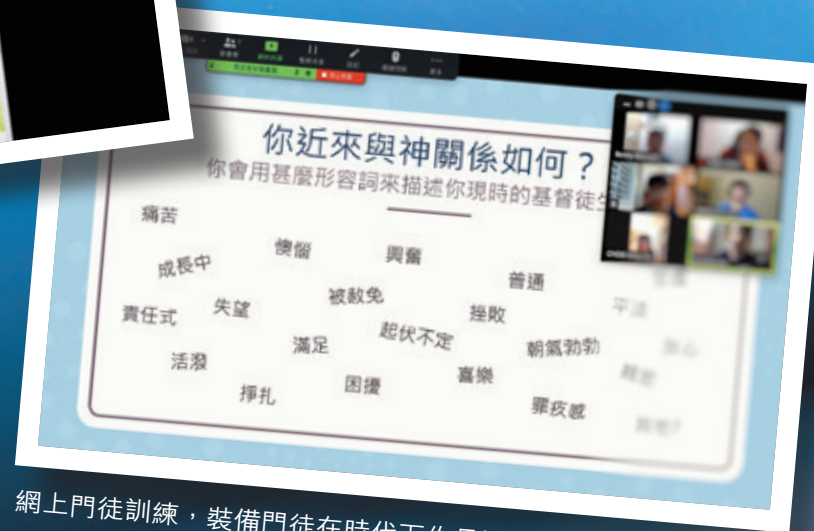 你近來與神關係如何？
你會用甚麼形容詞來描述你現時的基督徒
痛苦
懊惱
興奮
成長中
普通
被赦免
失望
挫敗
平淡
責任式
起伏不定
滿足
朝氣勃勃
活潑
喜樂
困擾
掙扎
罪疚感
網上門徒訓練，裝備門徒在時代